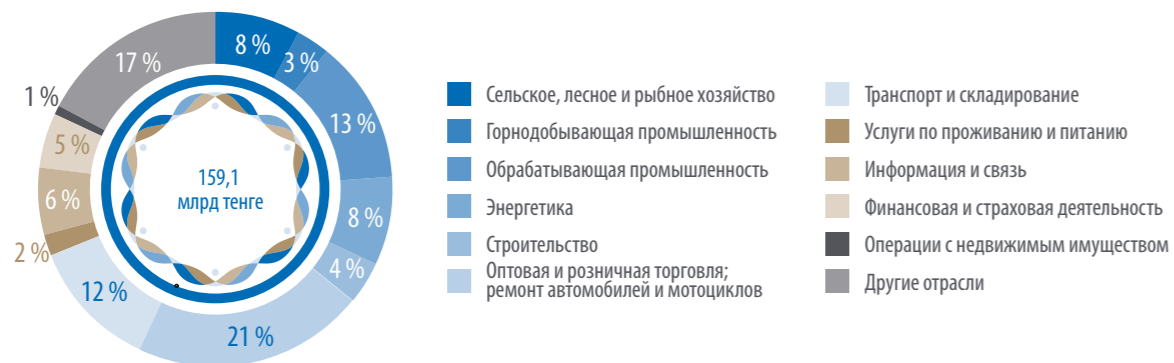 8 %
3 %
13 %
8 %
4 %
21 %
12 %
2 %
6 %
5 %
1 %
17 %
159,1
млрд тенге
Сельское, лесное и рыбное хозяйство
Горнодобывающая промышленность
Обрабатывающая промышленность
Энергетика
Строительство
Оптовая и розничная торговля;
ремонт автомобилей и мотоциклов
Транспорт и складирование
Услуги по проживанию и питанию
Информация и связь
Финансовая и страховая деятельность
Операции с недвижимым имуществом
Другие отрасли